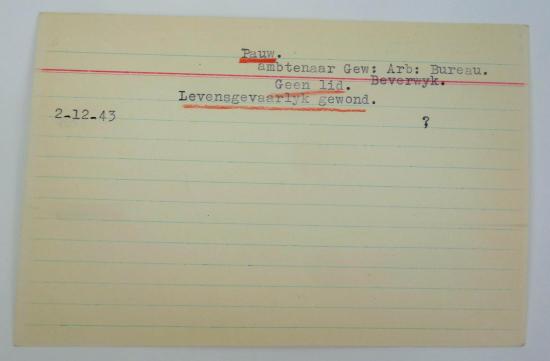 Pauw.
ambtenaar Gew: Arb: Bureau.
Beverwyk.
Geen lid.
Levensgevaarlyk gewond.
2-12-43 ?